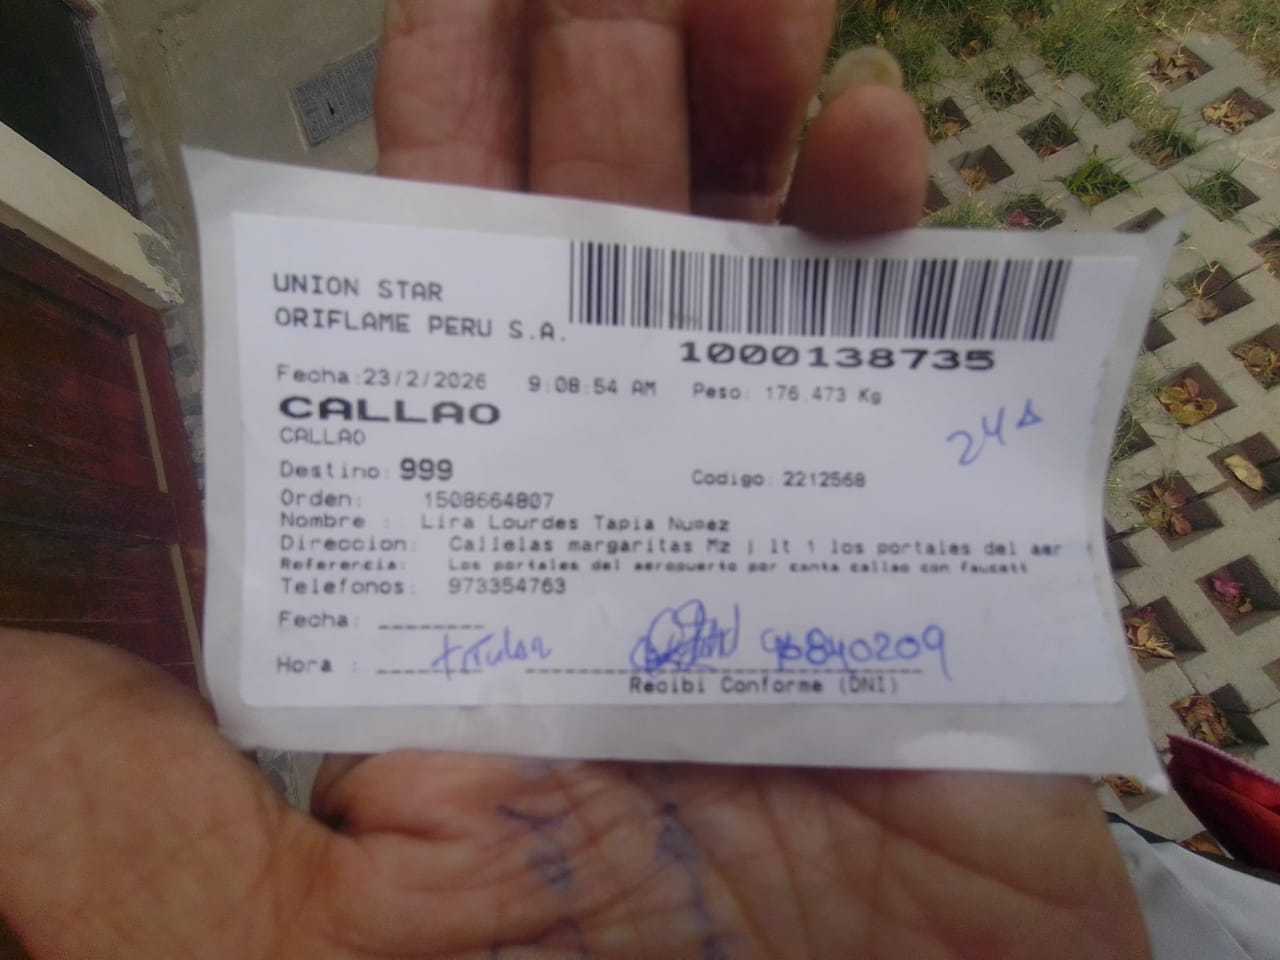 UNION STAR
ORIFLAME PERU S.A.
1000138735
Fecha:23/2/2026 9:08:54 AM Peso: 176,473 Kg
CALLAO
CALLAO
Destino: 999 Codigo: 2212568
Orden: 1508664807
Nombre : Lira Lourdes Tapia Nuñez
Direccion: Callelas margaritas Mz J lt 1 los portales del aer
Referencia: Los portales del aeropuerto por canta callao con faucett
Telefonos: 973354763
Fecha: --------
Hora : titular
Recibi Conforme (DNI)